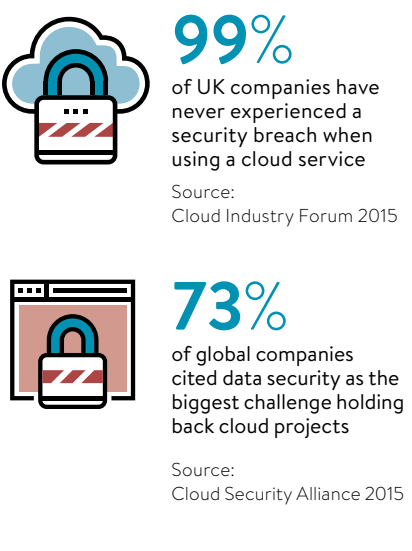 99%
of UK companies have
never experienced a
security breach when
using a cloud service
Source:
Cloud Industry Forum 2015
73%
of global companies
cited data security as the
biggest challenge holding
back cloud projects
Source:
Cloud Security Alliance 2015